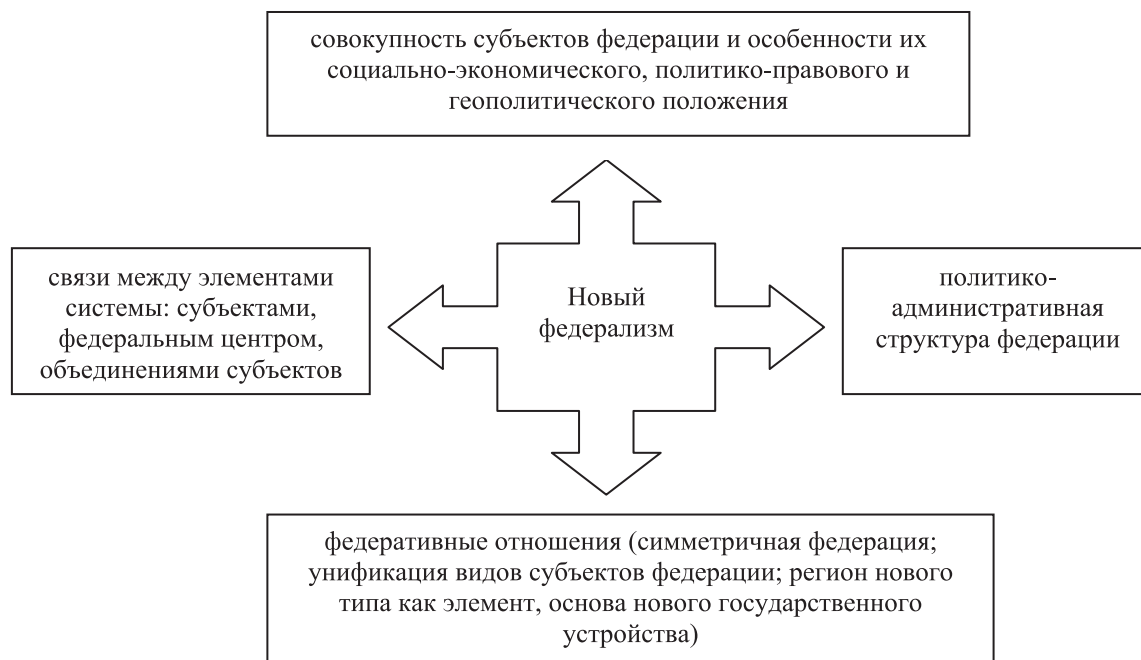 совокупность субъектов федерации и особенности их
социально-экономического, политико-правового и
геополитического положения
связи между элементами
системы: субъектами,
федеральным центром,
объединениями субъектов
Новый
федерализм
политико-
административная
структура федерации
федеративные отношения (симметричная федерация;
унификация видов субъектов федерации; регион нового
типа как элемент, основа нового государственного
устройства)